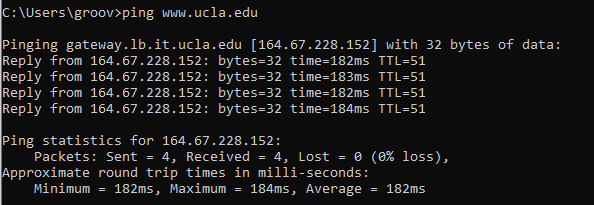 C:\Users\groov>ping www.ucla.edu
Pinging gateway.lb.it.ucla.edu [164.67.228.152] with 32 bytes of data:
Reply from 164.67.228.152: bytes=32 time=182ms TTL=51
Reply from 164.67.228.152: bytes=32 time=183ms TTL=51
Reply from 164.67.228.152: bytes=32 time=182ms TTL=51
Reply from 164.67.228.152: bytes=32 time=184ms TTL=51
Ping statistics for 164.67.228.152:
    Packets: Sent = 4, Received = 4, Lost = 0 (0% loss),
Approximate round trip times in milli-seconds:
    Minimum = 182ms, Maximum = 184ms, Average = 182ms